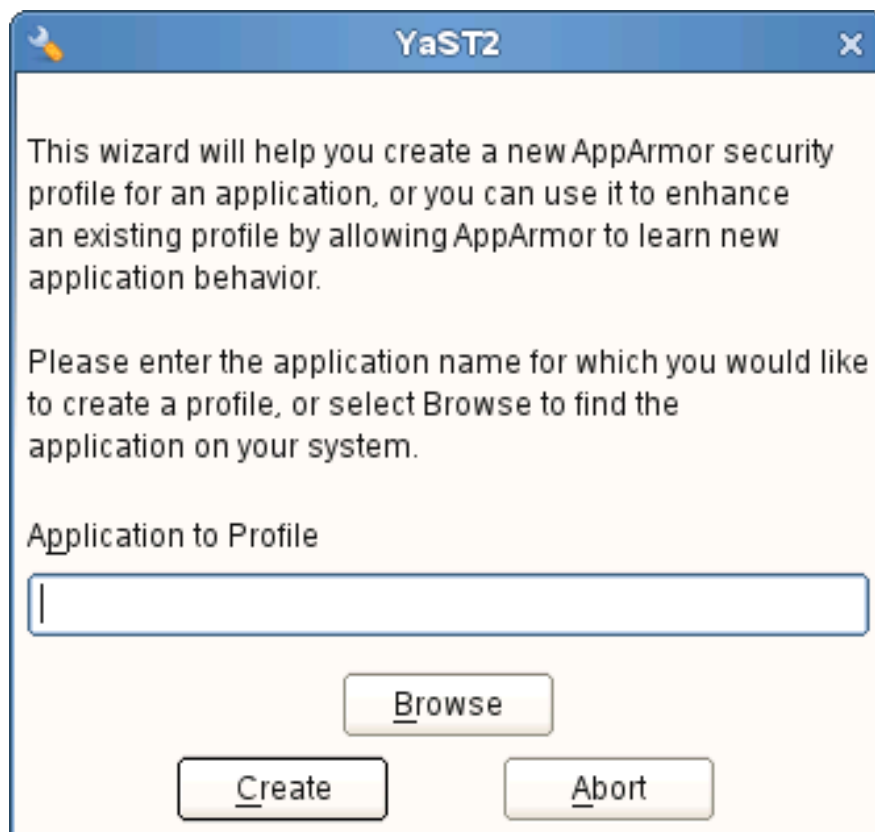 YaST2
This wizard will help you create a new AppArmor security
profile for an application, or you can use it to enhance
an existing profile by allowing AppArmor to learn new
application behavior.
Please enter the application name for which you would like
to create a profile, or select Browse to find the
application on your system.
Application to Profile
Browse
Create Abort